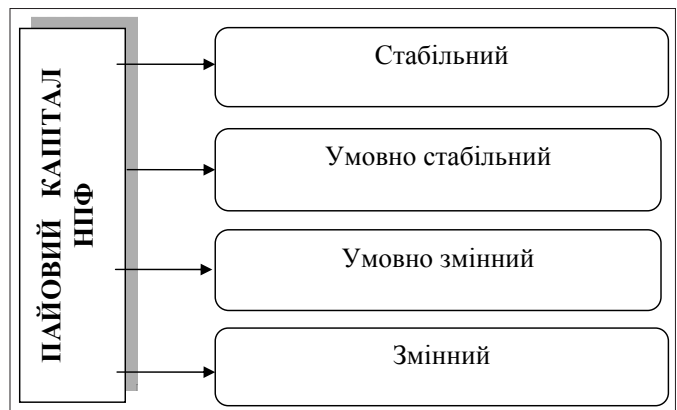 ПАЙОВИЙ КАПІТАЛ
НПФ
Стабільний
Умовно стабільний
Умовно змінний
Змінний